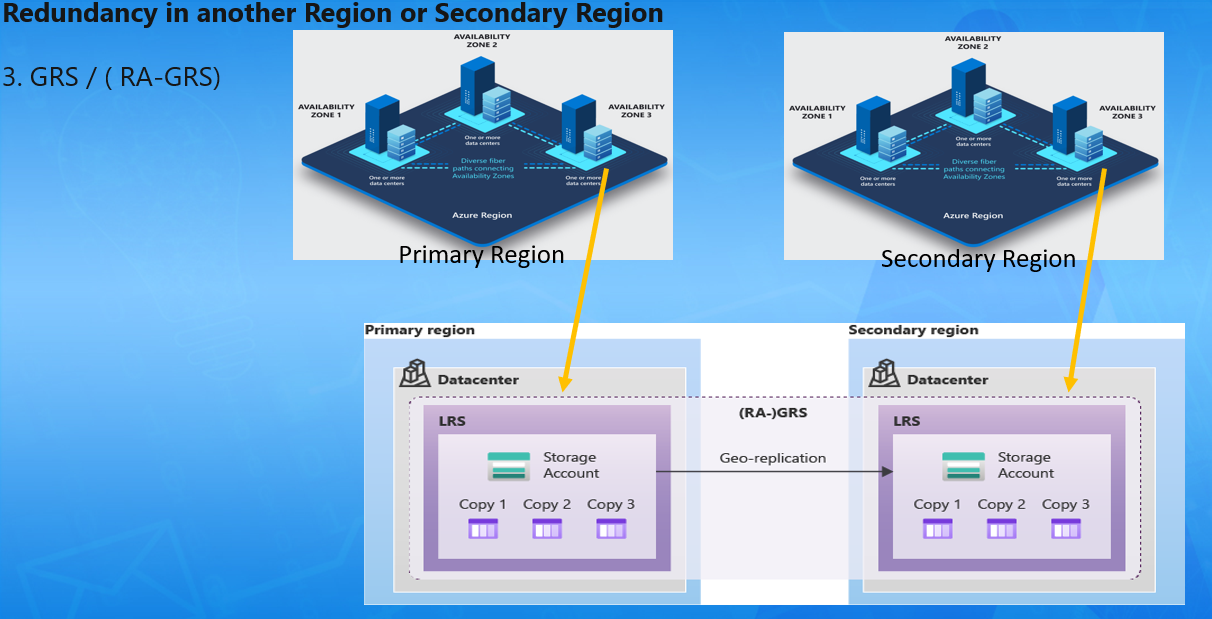 Redundancy in another Region or Secondary Region
3. GRS / ( RA-GRS)
AVAILABILITY
ZONE 2
AVAILABILITY
ZONE 1
AVAILABILITY
ZONE 3
One or more
data centers
Diverse fiber
paths connecting
Availability Zones
One or more
data centers
One or more
data centers
Azure Region
Primary Region
AVAILABILITY
ZONE 2
AVAILABILITY
ZONE 1
AVAILABILITY
ZONE 3
One or more
data centers
Diverse fiber
paths connecting
Availability Zones
One or more
data centers
One or more
data centers
Azure Region
Secondary Region
Primary region
Datacenter
LRS
Storage
Account
Copy 1 Copy 2 Copy 3
(RA-)GRS
Geo-replication
Secondary region
Datacenter
LRS
Storage
Account
Copy 1 Copy 2 Copy 3